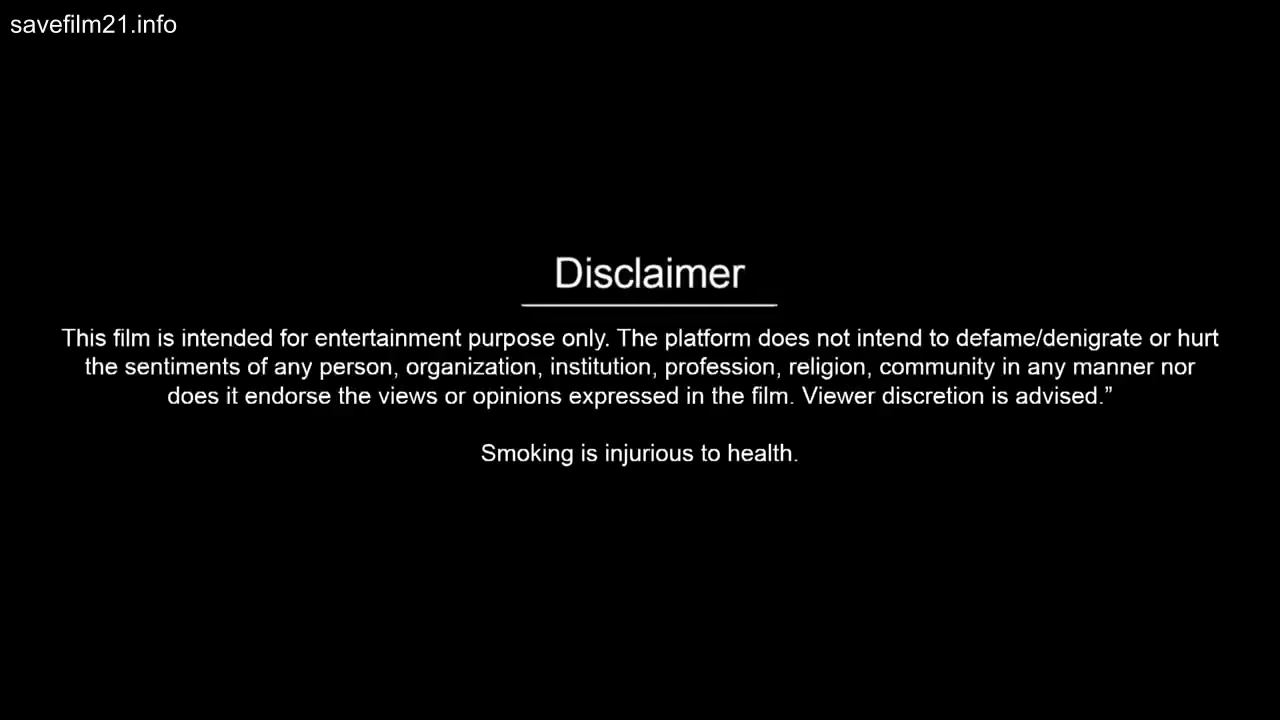 savefilm21.info
Disclaimer
This film is intended for entertainment purpose only. The platform does not intend to defame/denigrate or hurt
the sentiments of any person, organization, institution, profession, religion, community in any manner nor
does it endorse the views or opinions expressed in the film. Viewer discretion is advised.”
Smoking is injurious to health.